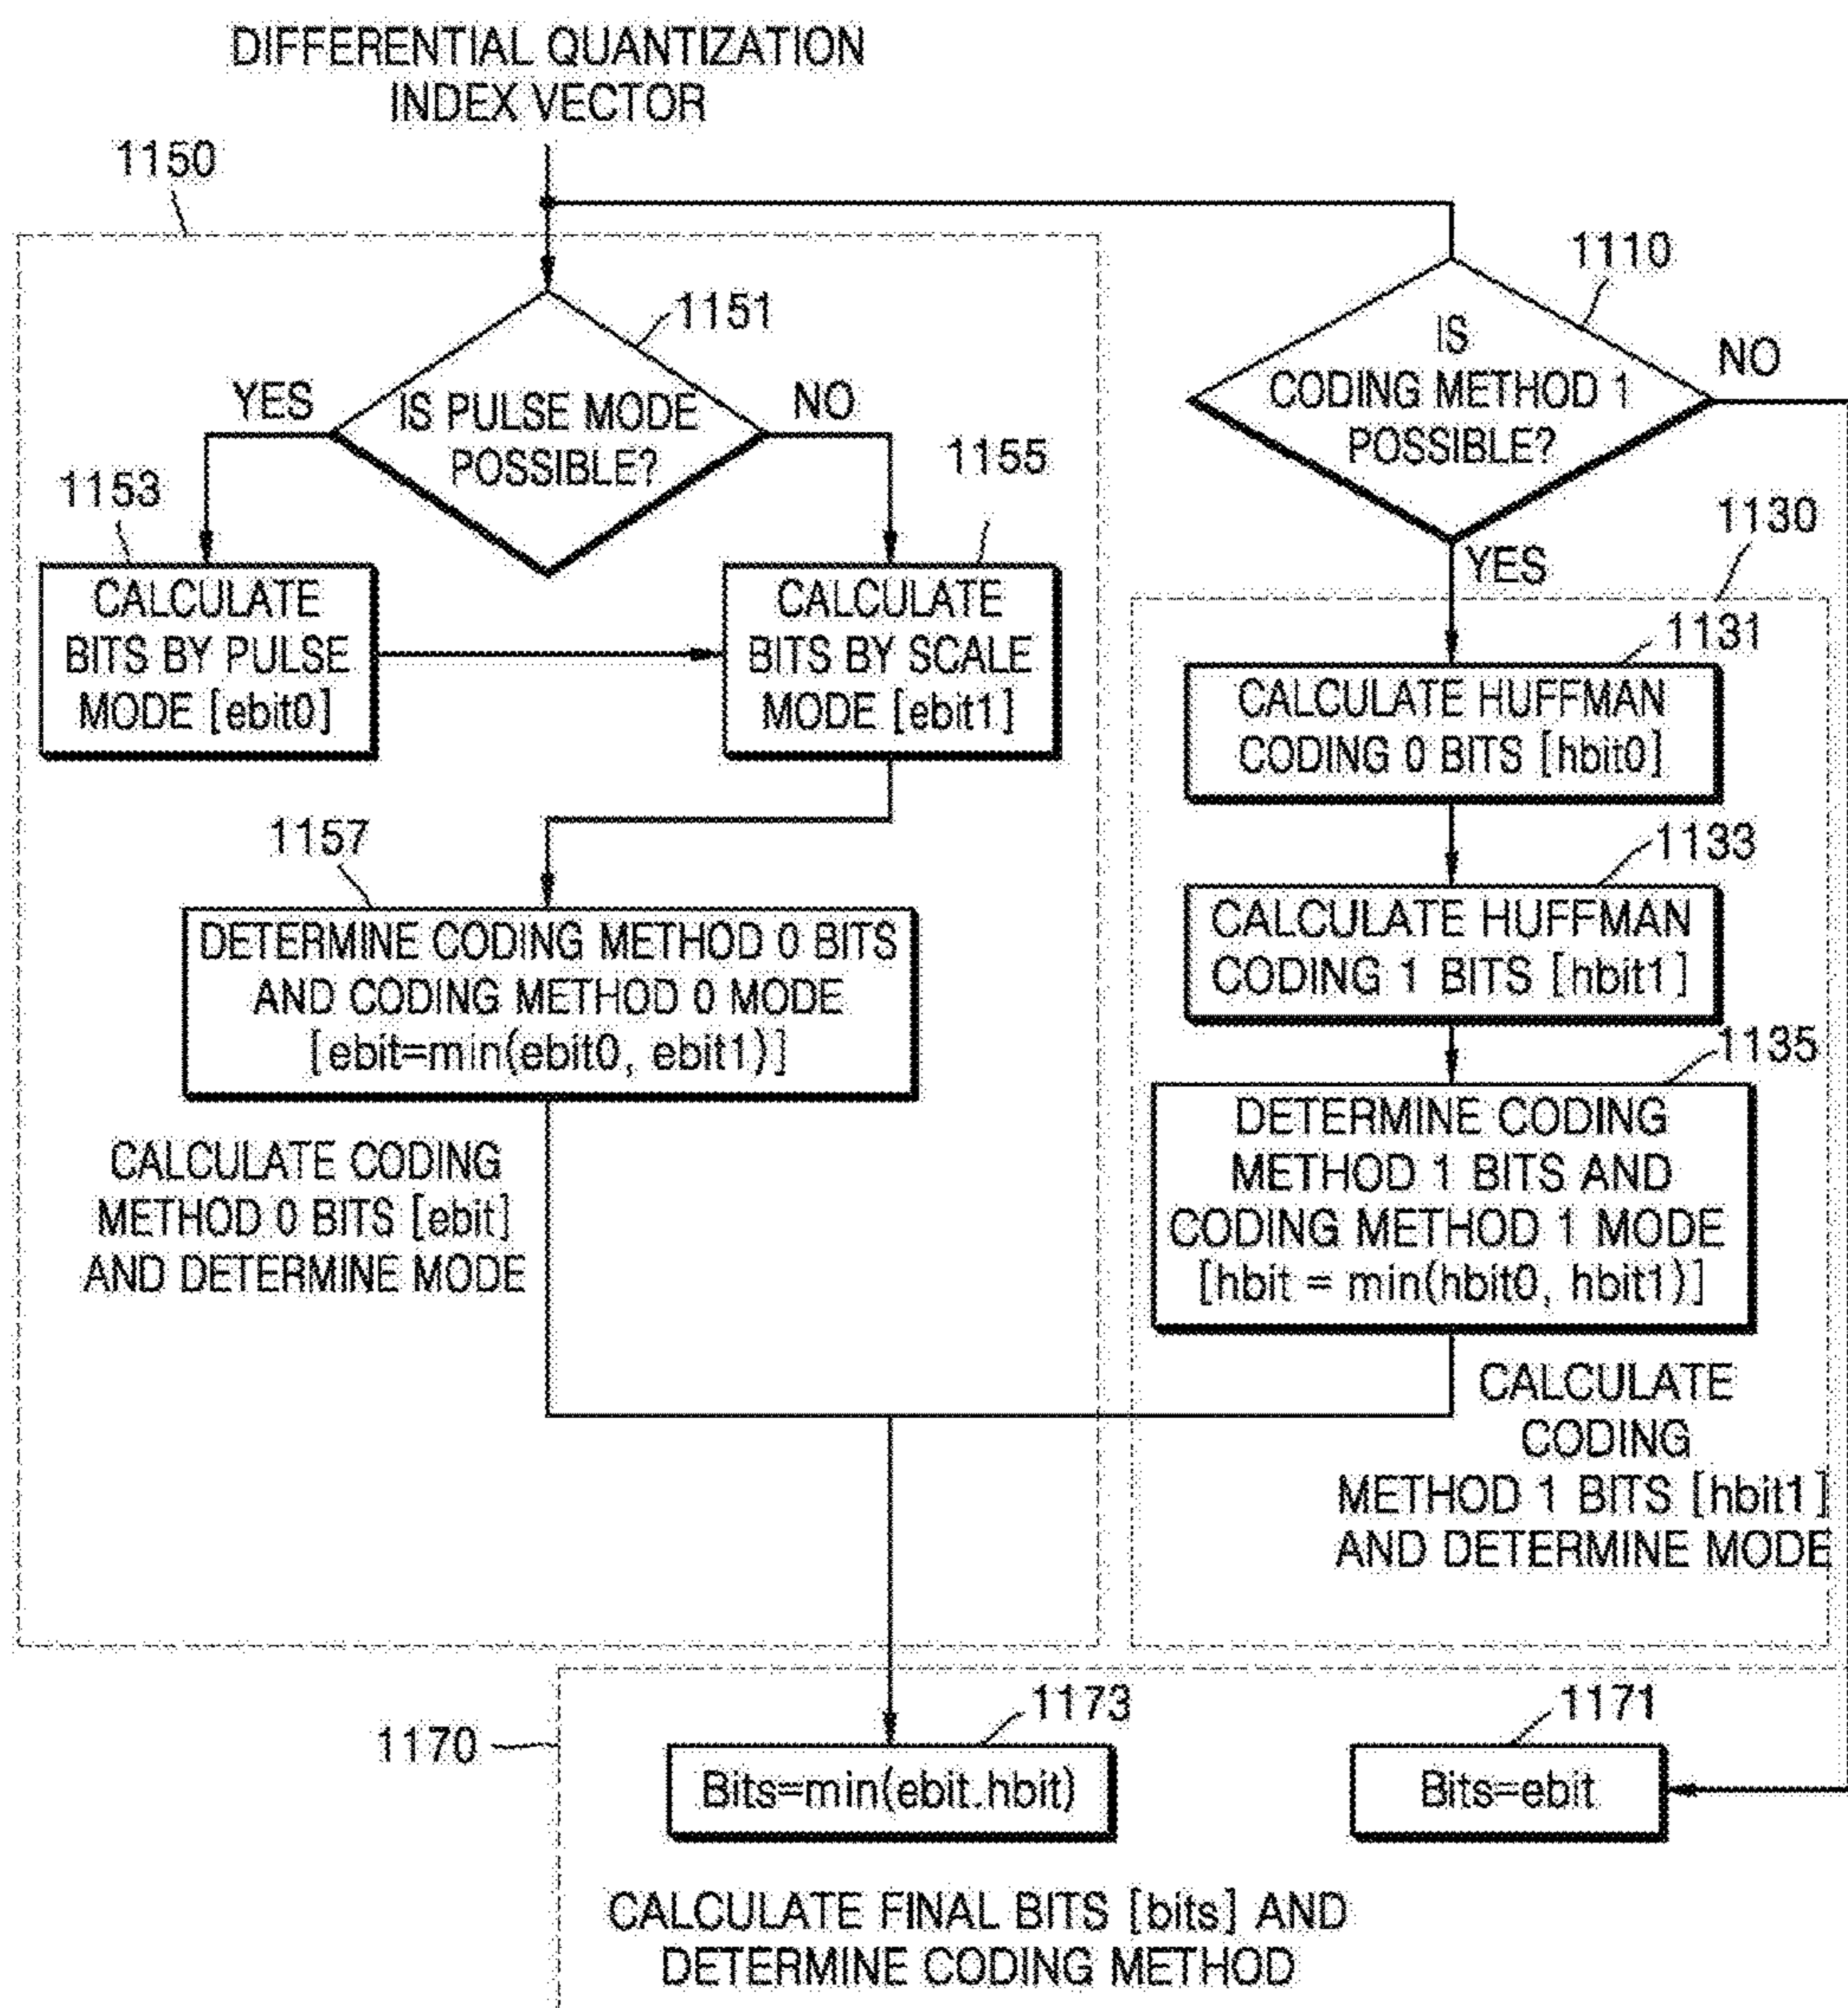 DIFFERENTIAL QUANTIZATION
INDEX VECTOR
1150
1110
1151
IS
CODING METHOD 1
POSSIBLE?
NO
YES
IS PULSE MODE
POSSIBLE?
NO
1153
1155
YES
1130
CALCULATE
BITS BY PULSE
MODE [ebit0]
CALCULATE
BITS BY SCALE
MODE [ebit1]
1131
CALCULATE HUFFMAN
CODING 0 BITS [hbit0]
1157
1133
DETERMINE CODING METHOD 0 BITS
AND CODING METHOD 0 MODE
[ebit=min(ebit0, ebit1)]
CALCULATE HUFFMAN
CODING 1 BITS [hbit1]
1135
DETERMINE CODING
METHOD 1 BITS AND
CODING METHOD 1 MODE
[hbit = min(hbit0, hbit1)]
CALCULATE CODING
METHOD 0 BITS [ebit]
AND DETERMINE MODE
CALCULATE
CODING
METHOD 1 BITS [hbit1]
AND DETERMINE MODE
1170
1173
1171
Bits=min(ebit.hbit)
Bits=ebit
CALCULATE FINAL BITS [bits] AND
DETERMINE CODING METHOD